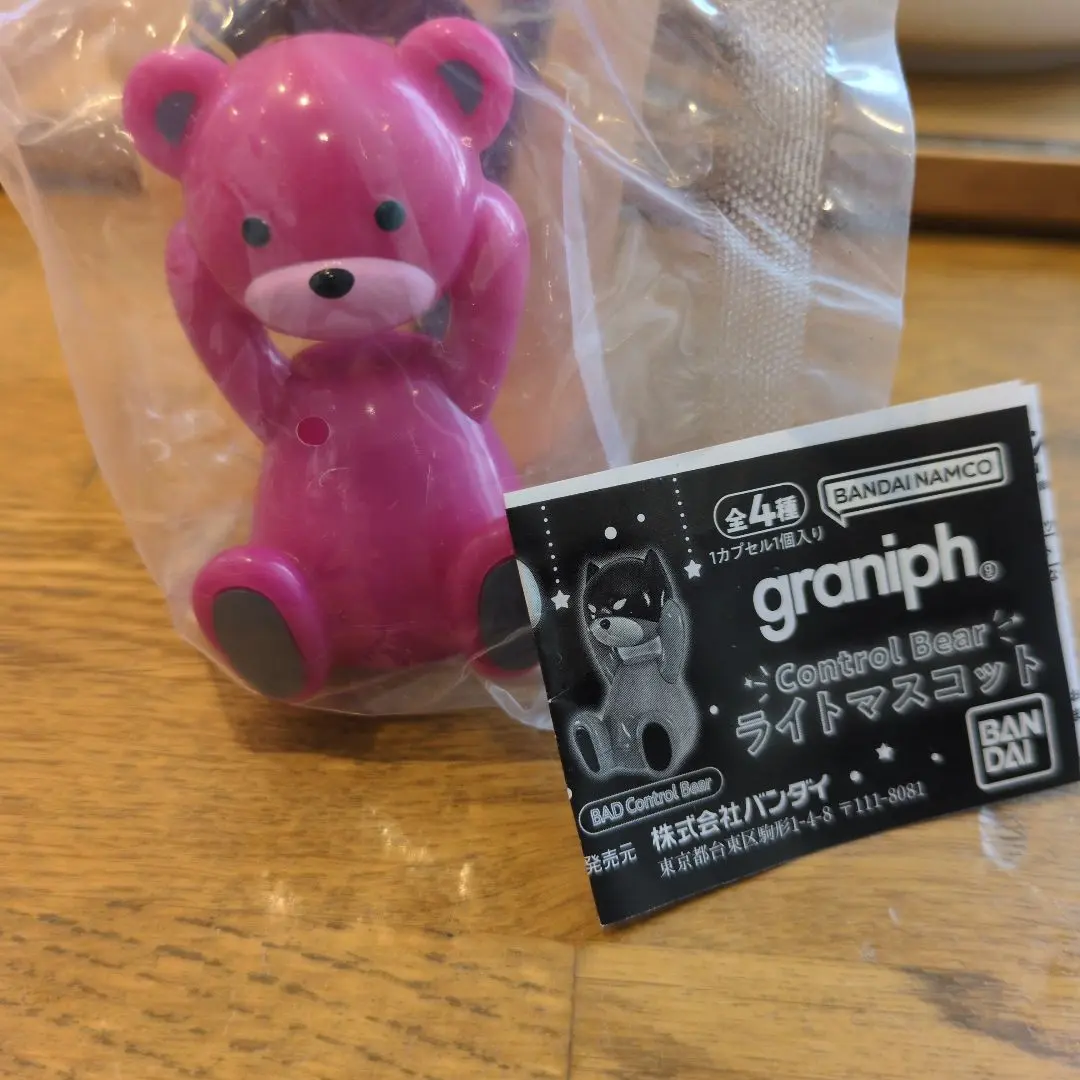 BANDAI NAMCO
全4種
1カプセル1個入り
graniph
Control Bear
ライトマスコット
BAN
DAI
BAD Control Bear
発売元
株式会社バンダイ
東京都台東区駒形1-4-8 〒111-8081